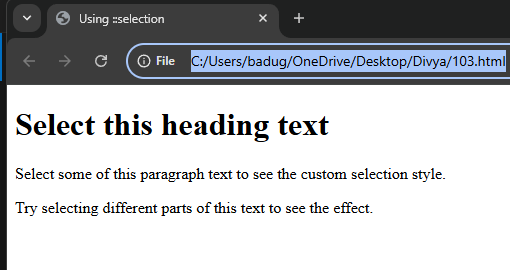 Using ::selection
File C:/Users/badug/OneDrive/Desktop/Divya/103.html
Select this heading text
Select some of this paragraph text to see the custom selection style.
Try selecting different parts of this text to see the effect.